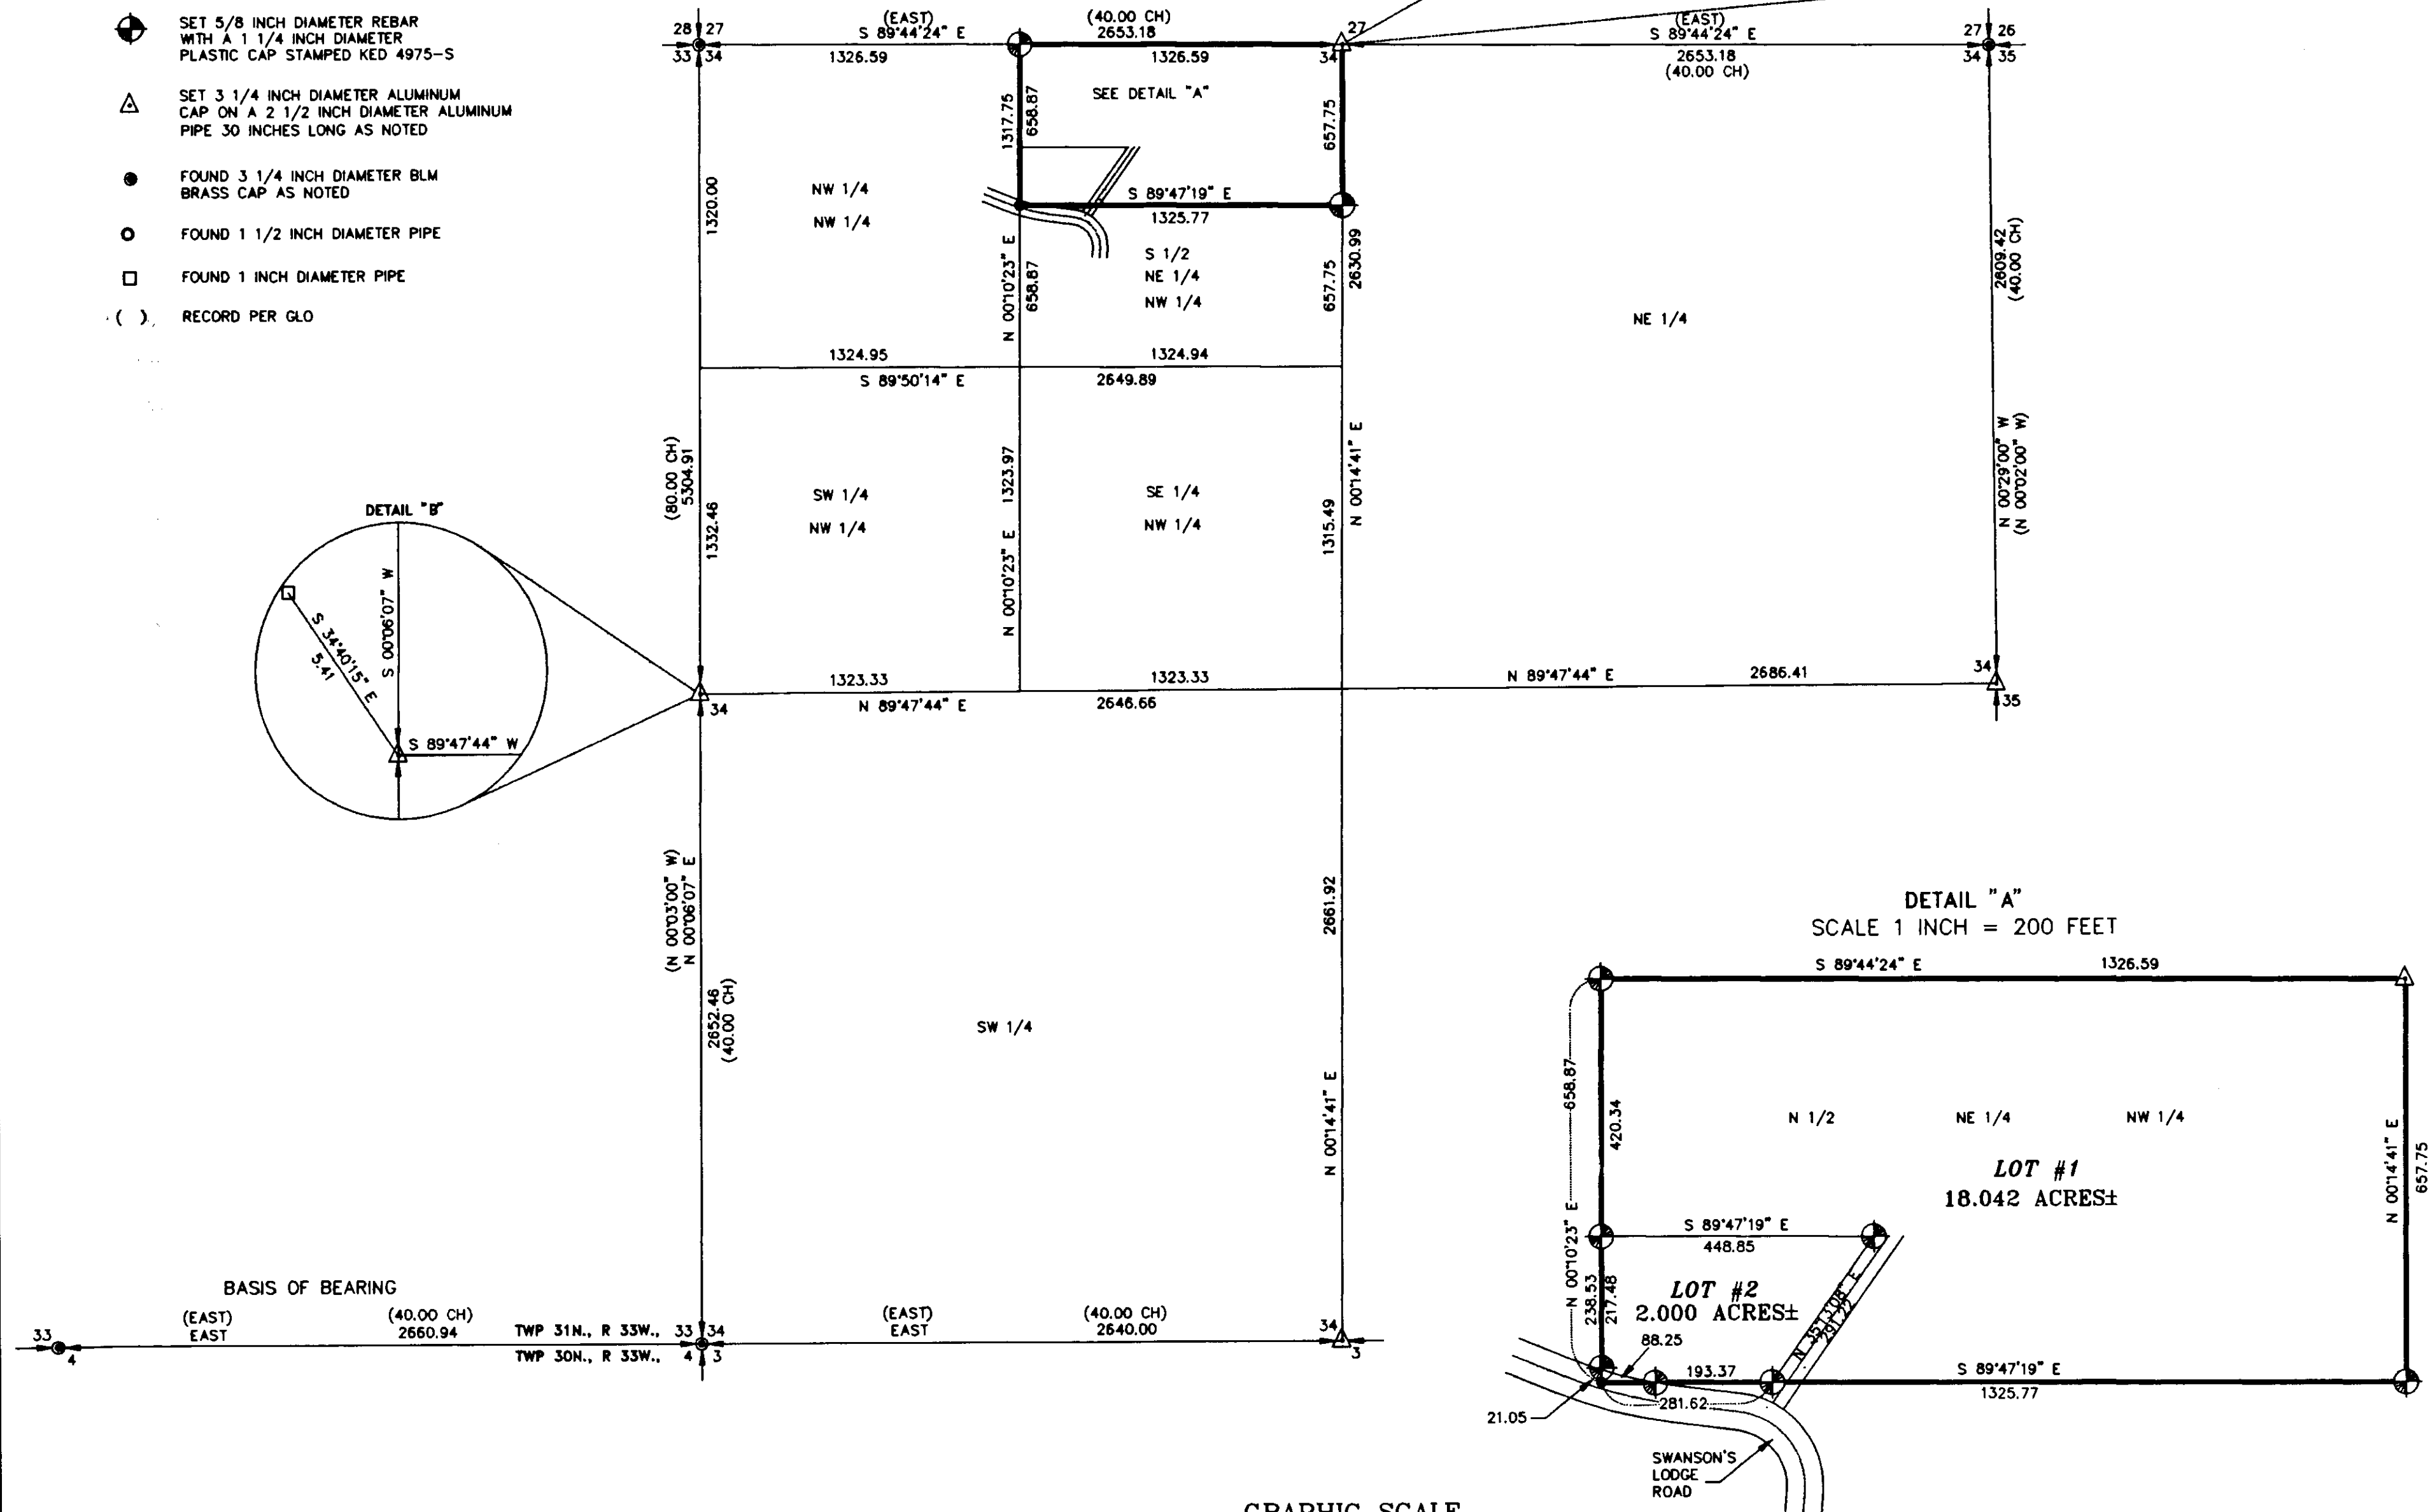 SET 5/8 INCH DIAMETER REBAR
WITH A 1 1/4 INCH DIAMETER
PLASTIC CAP STAMPED KED 4975-S
SET 3 1/4 INCH DIAMETER ALUMINUM
CAP ON A 2 1/2 INCH DIAMETER ALUMINUM
PIPE 30 INCHES LONG AS NOTED
FOUND 3 1/4 INCH DIAMETER BLM
BRASS CAP AS NOTED
FOUND 1 1/2 INCH DIAMETER PIPE
FOUND 1 INCH DIAMETER PIPE
( ) RECORD PER GLO
28 27
33 34
(EAST) (40.00 CH)
S 89°44'24" E 2653.18
1326.59 1326.59
27
34
(EAST)
S 89°44'24" E
2653.18
(40.00 CH)
27 26
34 35
SEE DETAIL "A"
1317.75
658.87
657.75
1320.00
NW 1/4
NW 1/4
S 89°47'19" E
1325.77
S 1/2
NE 1/4
NW 1/4
N 00°10'23" E
658.87
657.75
2630.99
NE 1/4
2609.42
(40.00 CH)
1324.95 1324.94
S 89°50'14" E 2649.89
(80.00 CH)
5304.91
1332.46
SW 1/4
NW 1/4
1323.97
N 00°10'23" E
SE 1/4
NW 1/4
1315.49
N 00°14'41" E
N 00°29'00" W
(N 00°02'00" W)
DETAIL "B"
S 34°40'15" E
5.41
S 00°06'07" W
S 89°47'44" W
1323.33 1323.33
N 89°47'44" E 2646.66
34
N 89°47'44" E 2686.41
34
35
(N 00°03'00" W)
N 00°06'07" E
2652.46
(40.00 CH)
SW 1/4
2661.92
N 00°14'41" E
BASIS OF BEARING
(EAST) (40.00 CH)
EAST 2660.94
33
4
TWP 31N., R 33W., 33 34
TWP 30N., R 33W., 4 3
(EAST) (40.00 CH)
EAST 2640.00
34
3
DETAIL "A"
SCALE 1 INCH = 200 FEET
S 89°44'24" E 1326.59
658.87
420.34
N 00°10'23" E
N 1/2 NE 1/4 NW 1/4
LOT #1
18.042 ACRES±
N 00°14'41" E
657.75
S 89°47'19" E
448.85
238.53
217.48
LOT #2
2.000 ACRES±
N 35°13'08" E
291.22
88.25
193.37
S 89°47'19" E
1325.77
281.62
21.05
SWANSON'S
LODGE
ROAD
GRAPHIC SCALE